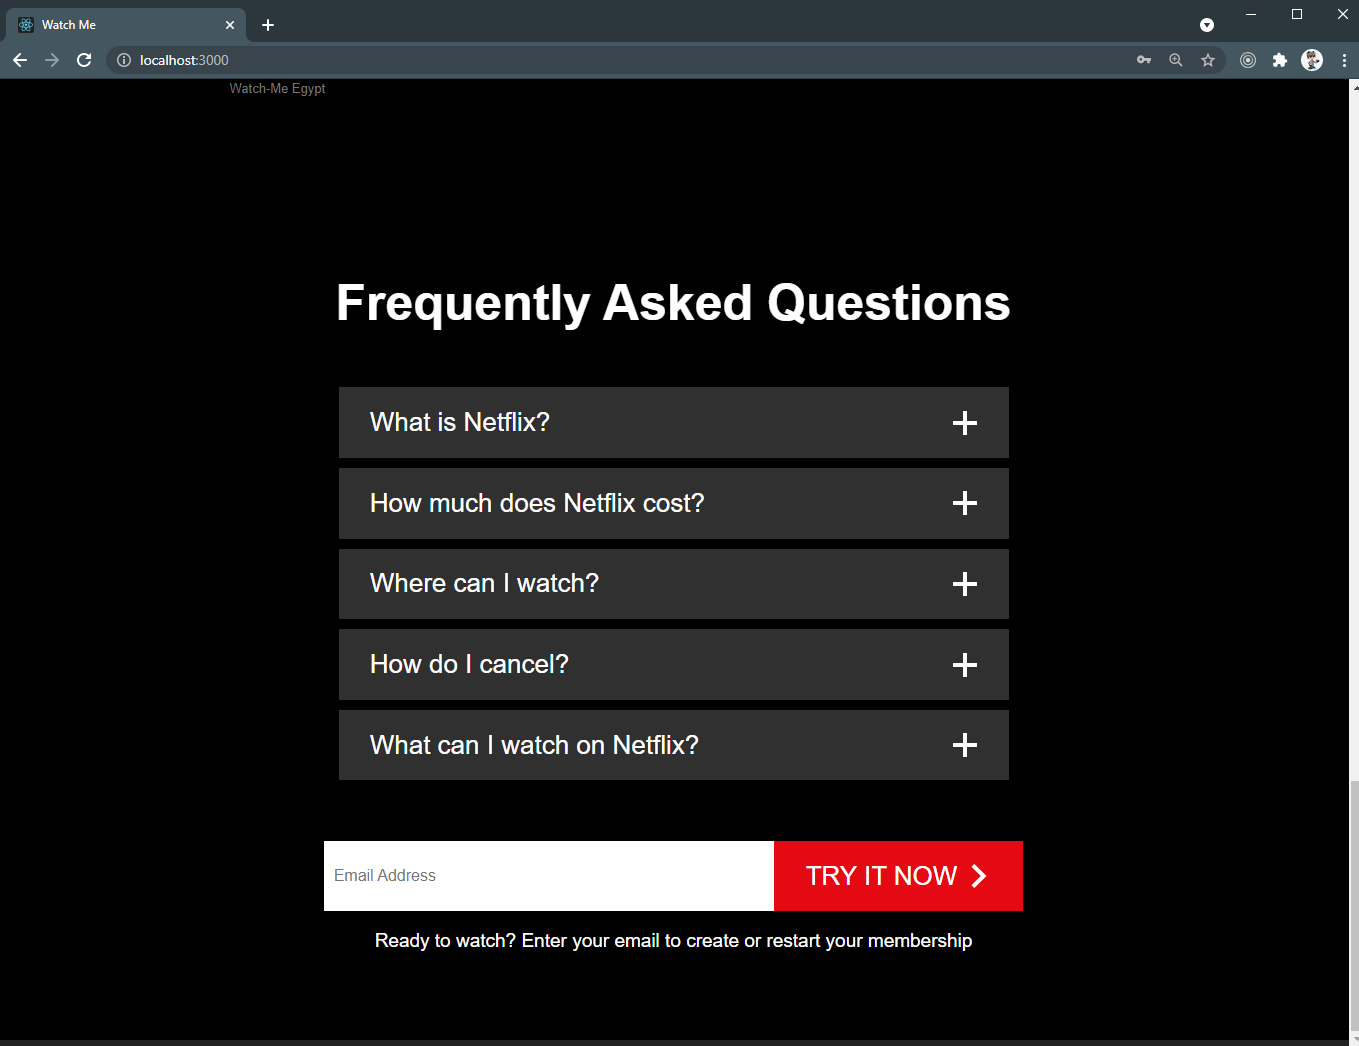 Watch Me
localhost:3000
Watch-Me Egypt
Frequently Asked Questions
What is Netflix?
How much does Netflix cost?
Where can I watch?
How do I cancel?
What can I watch on Netflix?
Email Address
TRY IT NOW
Ready to watch? Enter your email to create or restart your membership